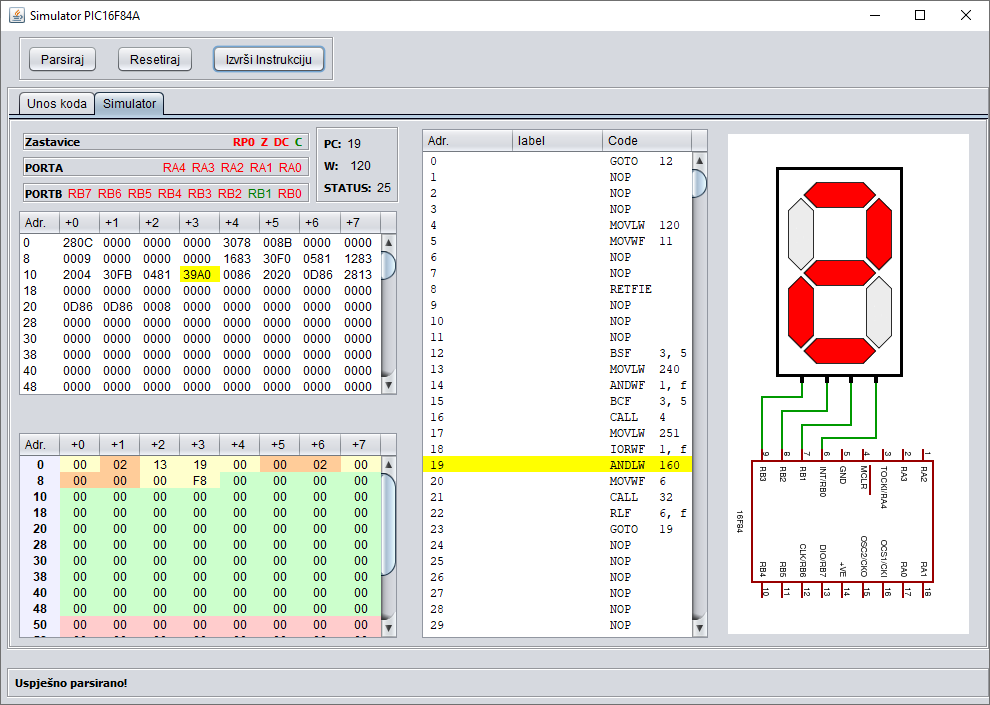 Simulator PIC16F84A
Parsiraj Resetiraj Izvrši Instrukciju
Unos koda Simulator
Zastavice RP0 Z DC C
PORTA RA4 RA3 RA2 RA1 RA0
PORTB RB7 RB6 RB5 RB4 RB3 RB2 RB1 RB0
PC: 19
W: 120
STATUS: 25
Adr. +0 +1 +2 +3 +4 +5 +6 +7
0 280C 0000 0000 0000 3078 008B 0000 0000
8 0009 0000 0000 0000 1683 30F0 0581 1283
10 2004 30FB 0481 39A0 0086 2020 0D86 2813
18 0000 0000 0000 0000 0000 0000 0000 0000
20 0D86 0D86 0008 0000 0000 0000 0000 0000
28 0000 0000 0000 0000 0000 0000 0000 0000
30 0000 0000 0000 0000 0000 0000 0000 0000
38 0000 0000 0000 0000 0000 0000 0000 0000
40 0000 0000 0000 0000 0000 0000 0000 0000
48 0000 0000 0000 0000 0000 0000 0000 0000
Adr. +0 +1 +2 +3 +4 +5 +6 +7
0 00 02 13 19 00 00 02 00
8 00 00 00 F8 00 00 00 00
10 00 00 00 00 00 00 00 00
18 00 00 00 00 00 00 00 00
20 00 00 00 00 00 00 00 00
28 00 00 00 00 00 00 00 00
30 00 00 00 00 00 00 00 00
38 00 00 00 00 00 00 00 00
40 00 00 00 00 00 00 00 00
48 00 00 00 00 00 00 00 00
50 00 00 00 00 00 00 00 00
Adr. label Code
0 GOTO 12
1 NOP
2 NOP
3 NOP
4 MOVLW 120
5 MOVWF 11
6 NOP
7 NOP
8 RETFIE
9 NOP
10 NOP
11 NOP
12 BSF 3, 5
13 MOVLW 240
14 ANDWF 1, f
15 BCF 3, 5
16 CALL 4
17 MOVLW 251
18 IORWF 1, f
19 ANDLW 160
20 MOVWF 6
21 CALL 32
22 RLF 6, f
23 GOTO 19
24 NOP
25 NOP
26 NOP
27 NOP
28 NOP
29 NOP
9 8 7 6 5 4 3 2 1
RB3 RB2 RB1 INT/RB0 GND MCLR TOCKI/RA4 RA3 RA2
16F84
RB4 RB5 CLK/RB6 DIO/RB7 +VE OSC2/CKO OCS1/CKI RA0 RA1
10 11 12 13 14 15 16 17 18
Uspješno parsirano!